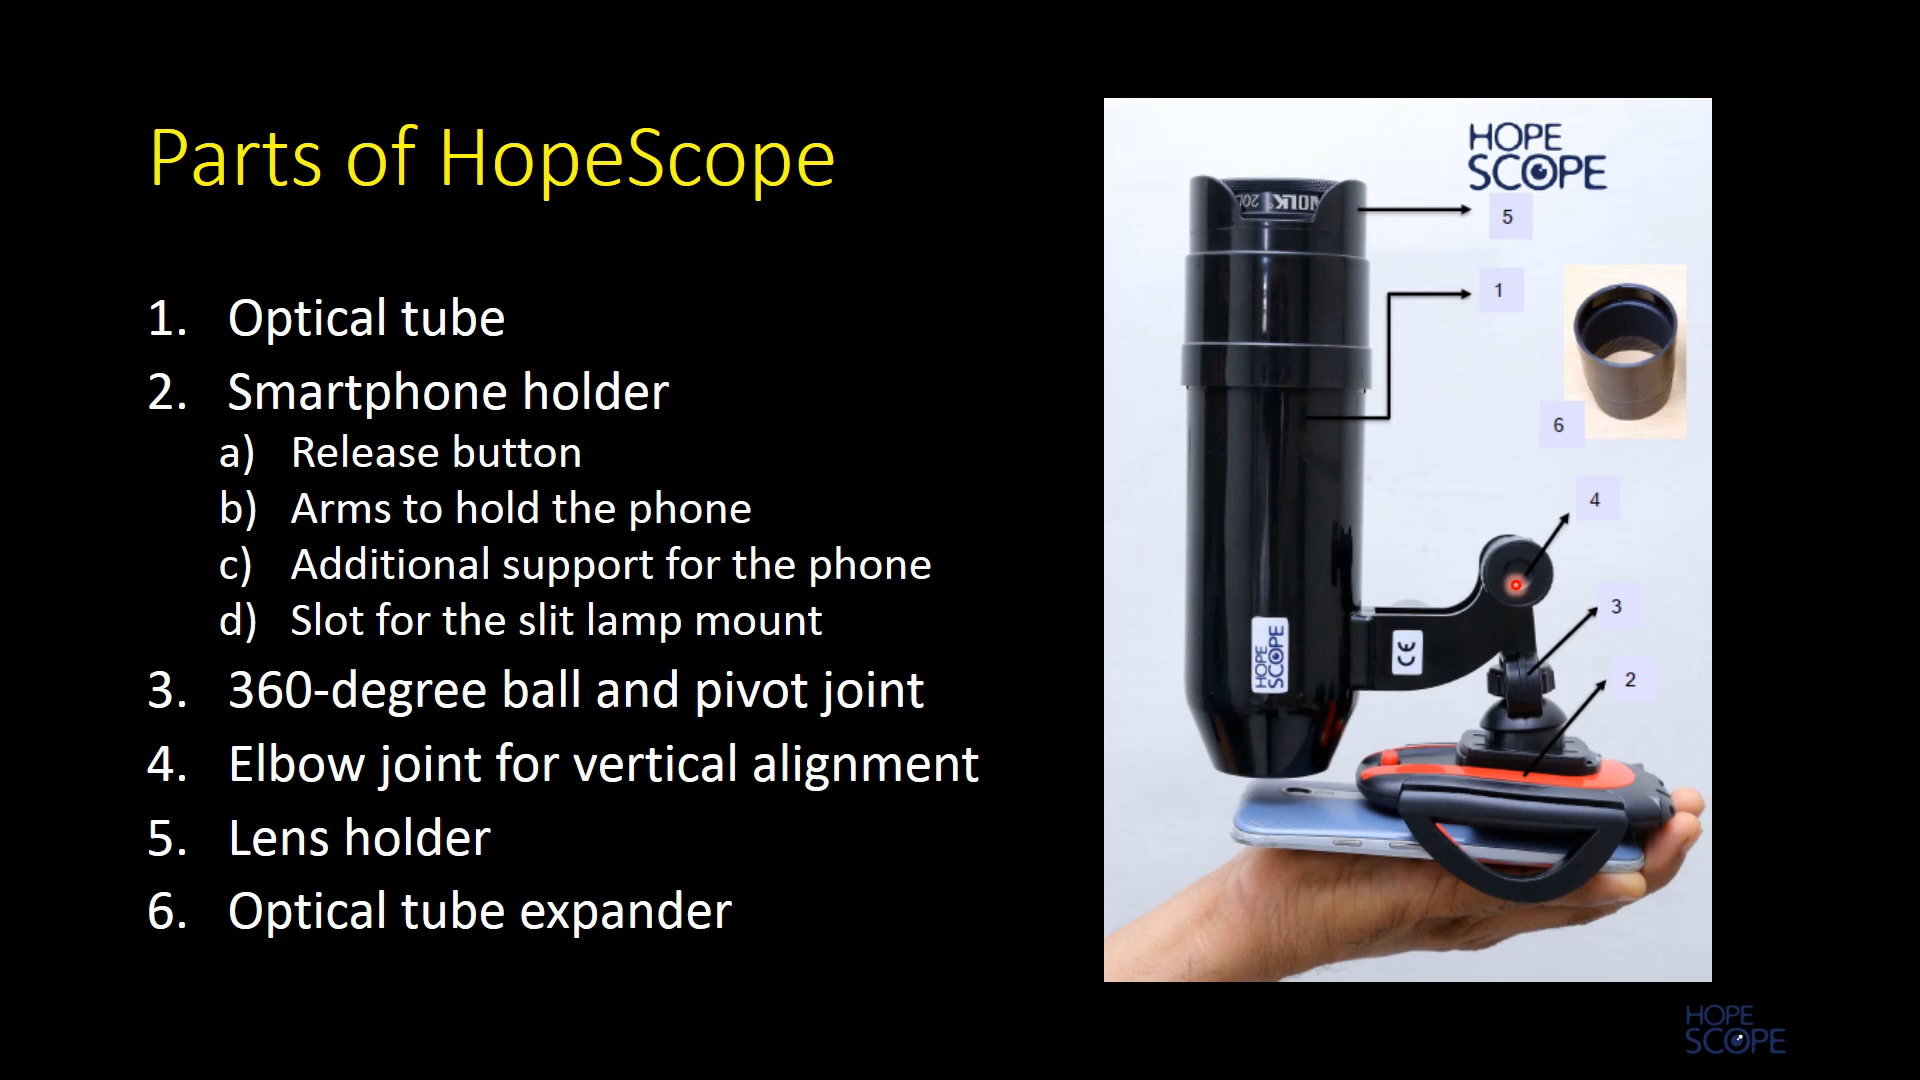 Parts of HopeScope
1. Optical tube
2. Smartphone holder
a) Release button
b) Arms to hold the phone
c) Additional support for the phone
d) Slot for the slit lamp mount
3. 360-degree ball and pivot joint
4. Elbow joint for vertical alignment
5. Lens holder
6. Optical tube expander
HOPE
SCOPE
5
1
6
4
3
2
HOPE
SCOPE
CE
HOPE
SCOPE